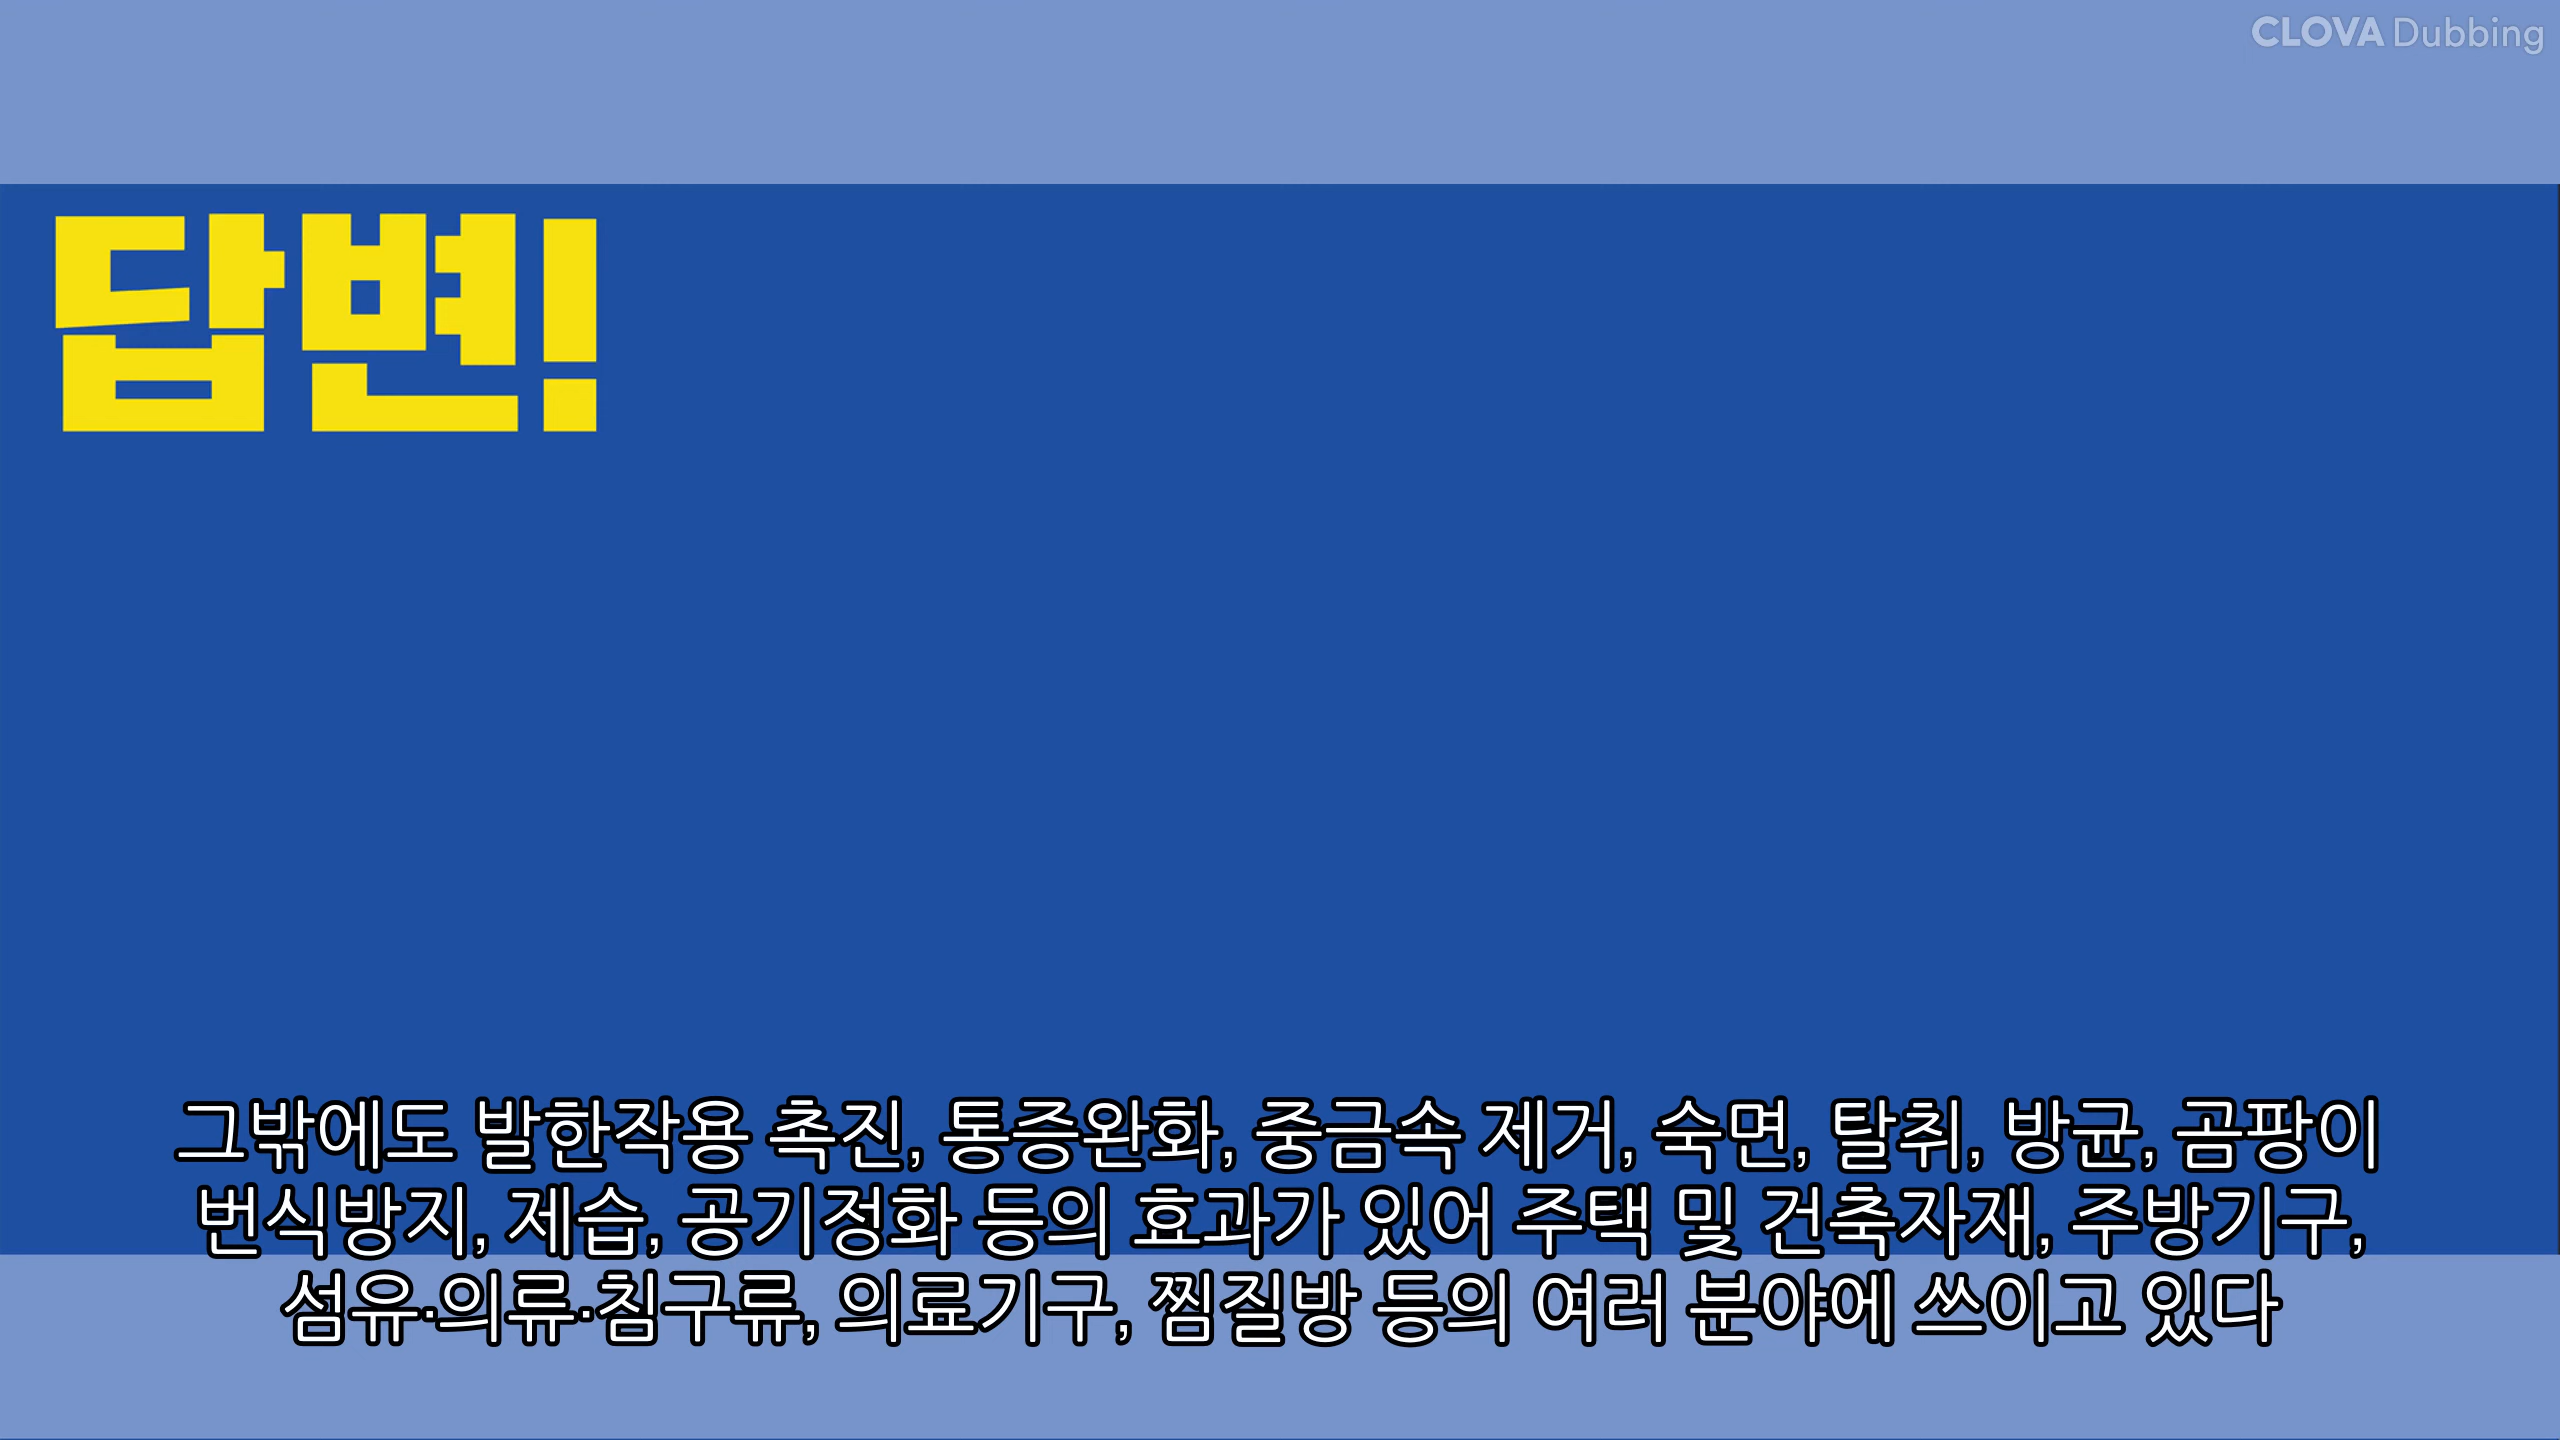 CLOVA Dubbing
답변!
그밖에도 발한작용 촉진, 통증완화, 중금속 제거, 숙면, 탈취, 방균, 곰팡이
번식방지, 제습, 공기정화 등의 효과가 있어 주택 및 건축자재, 주방기구,
섬유·의류·침구류, 의료기구, 찜질방 등의 여러 분야에 쓰이고 있다